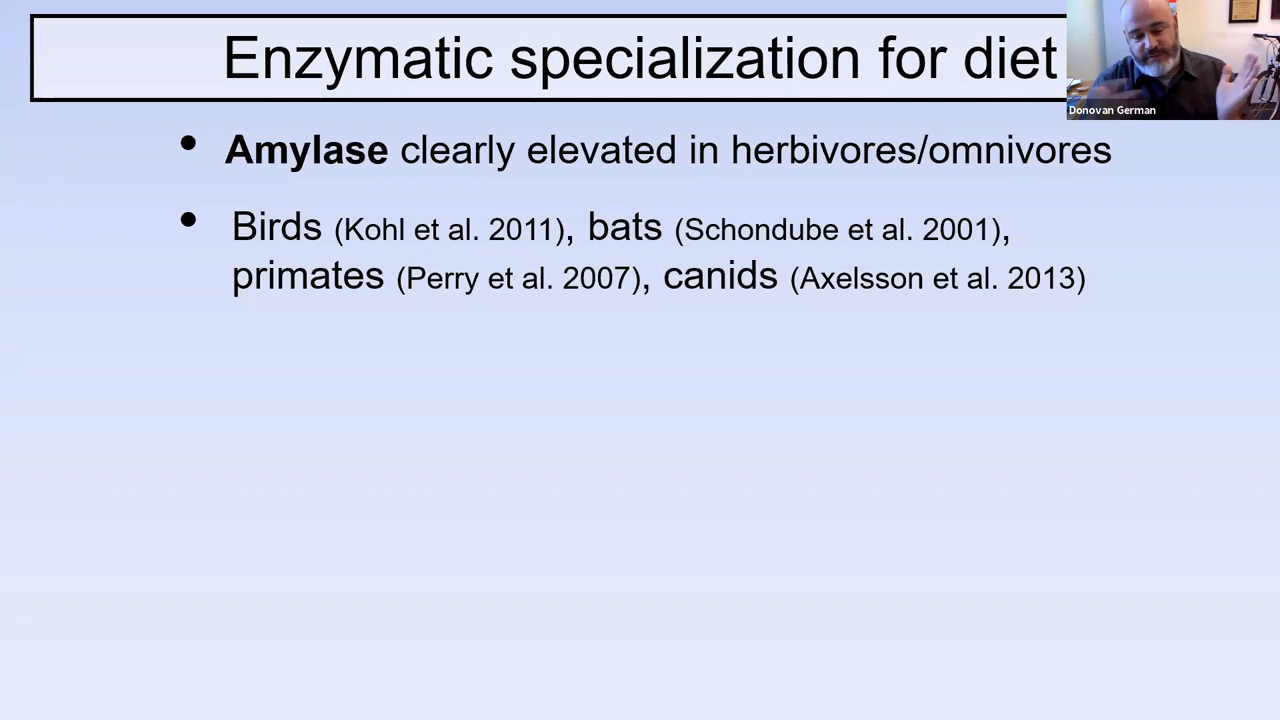 Enzymatic specialization for diet
Donovan German
• Amylase clearly elevated in herbivores/omnivores
• Birds (Kohl et al. 2011), bats (Schondube et al. 2001),
primates (Perry et al. 2007), canids (Axelsson et al. 2013)